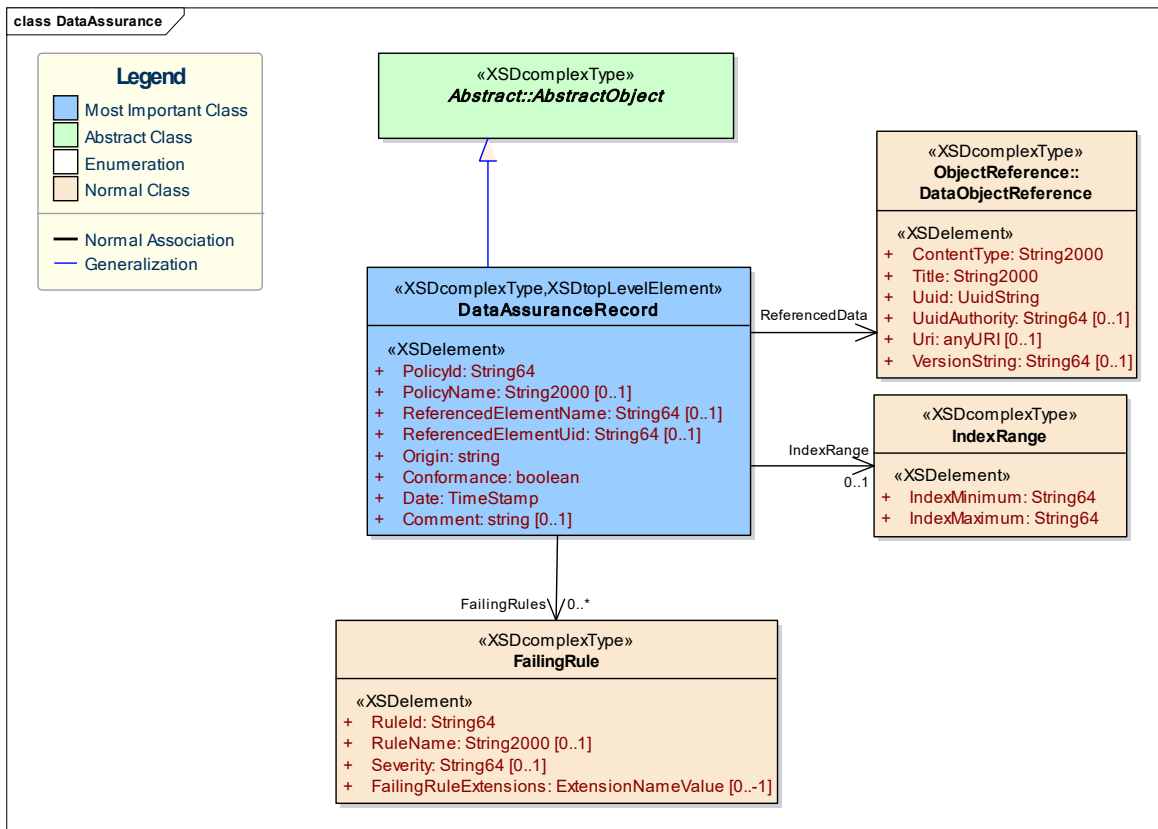 class DataAssurance
Legend
Most Important Class
Abstract Class
Enumeration
Normal Class
Normal Association
Generalization
«XSDcomplexType»
Abstract::AbstractObject
«XSDcomplexType»
ObjectReference::
DataObjectReference
«XSDelement»
+ ContentType: String2000
+ Title: String2000
+ Uuid: UuidString
+ UuidAuthority: String64 [0..1]
+ Uri: anyURI [0..1]
+ VersionString: String64 [0..1]
«XSDcomplexType,XSDtopLevelElement»
DataAssuranceRecord
«XSDelement»
+ PolicyId: String64
+ PolicyName: String2000 [0..1]
+ ReferencedElementName: String64 [0..1]
+ ReferencedElementUid: String64 [0..1]
+ Origin: string
+ Conformance: boolean
+ Date: TimeStamp
+ Comment: string [0..1]
ReferencedData
IndexRange
0..1
«XSDcomplexType»
IndexRange
«XSDelement»
+ IndexMinimum: String64
+ IndexMaximum: String64
FailingRules 0..*
«XSDcomplexType»
FailingRule
«XSDelement»
+ RuleId: String64
+ RuleName: String2000 [0..1]
+ Severity: String64 [0..1]
+ FailingRuleExtensions: ExtensionNameValue [0..-1]